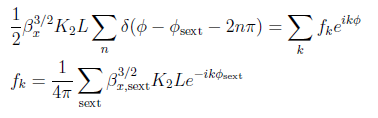 $$\frac{1}{2}\beta_x^{3/2} K_2 L \sum_n \delta(\phi - \phi_{\text{sext}} - 2n\pi) = \sum_k f_k e^{ik\phi}$$
$$f_k = \frac{1}{4\pi} \sum_{\text{sext}} \beta_{x,\text{sext}}^{3/2} K_2 L e^{-ik\phi_{\text{sext}}}$$